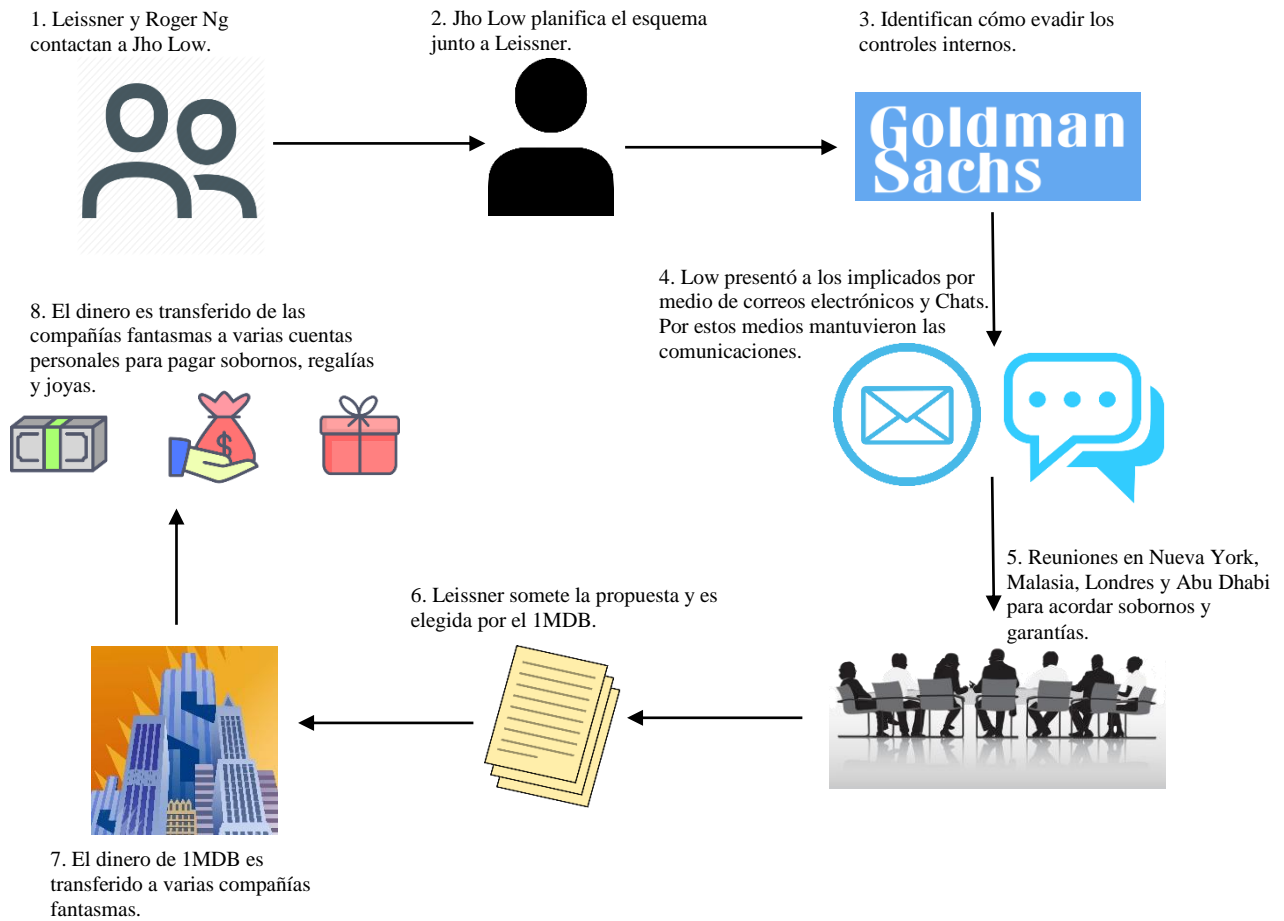 1. Leissner y Roger Ng
contactan a Jho Low.
2. Jho Low planifica el esquema
junto a Leissner.
3. Identifican cómo evadir los
controles internos.
Goldman
Sachs
4. Low presentó a los implicados por
medio de correos electrónicos y Chats.
Por estos medios mantuvieron las
comunicaciones.
5. Reuniones en Nueva York,
Malasia, Londres y Abu Dhabi
para acordar sobornos y
garantías.
6. Leissner somete la propuesta y es
elegida por el 1MDB.
7. El dinero de 1MDB es
transferido a varias compañías
fantasmas.
8. El dinero es transferido de las
compañías fantasmas a varias cuentas
personales para pagar sobornos, regalías
y joyas.
$